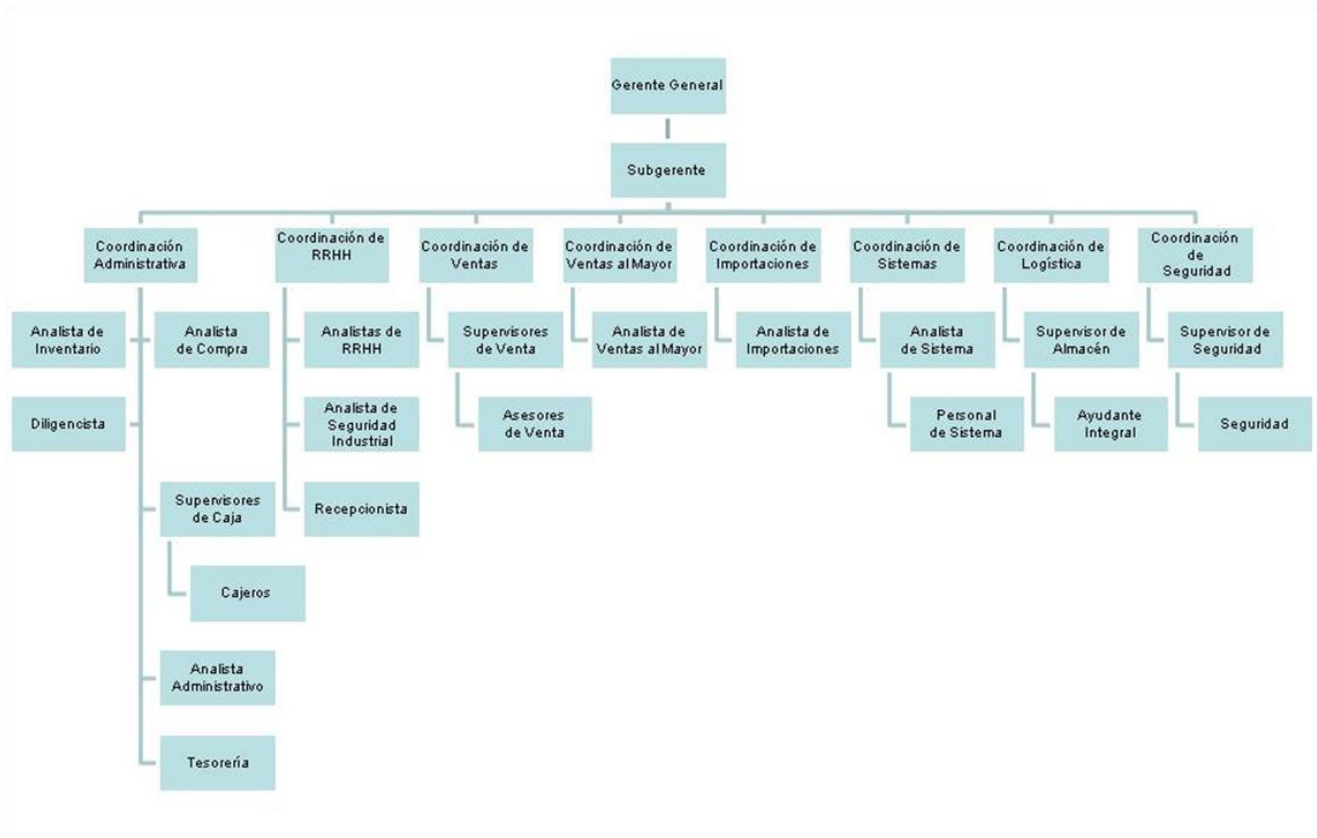 Gerente General
Subgerente
Coordinación
Administrativa
Coordinación de
RRHH
Coordinación de
Ventas
Coordinación de
Ventas al Mayor
Coordinación de
Importaciones
Coordinación de
Sistemas
Coordinación de
Logística
Coordinación
de
Seguridad
Analista de
Inventario
Analista
de Compra
Analistas de
RRHH
Supervisores
de Venta
Analista de
Ventas al Mayor
Analista de
Importaciones
Analista
de Sistema
Supervisor de
Almacén
Supervisor de
Seguridad
Diligencista
Analista de
Seguridad
Industrial
Asesores
de Venta
Personal
de Sistema
Ayudante
Integral
Seguridad
Supervisores
de Caja
Recepcionista
Cajeros
Analista
Administrativo
Tesorería